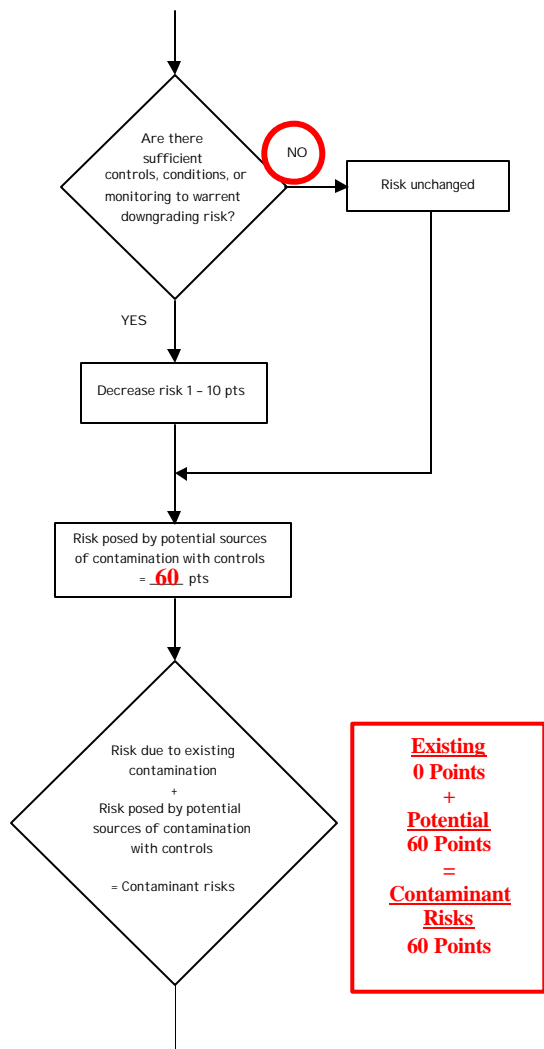 Are there
sufficient
controls, conditions, or
monitoring to warrent
downgrading risk?
NO
Risk unchanged
YES
Decrease risk 1 – 10 pts
Risk posed by potential sources
of contamination with controls
= 60 pts
Risk due to existing
contamination
+
Risk posed by potential
sources of contamination
with controls
= Contaminant risks
Existing
0 Points
+
Potential
60 Points
=
Contaminant
Risks
60 Points